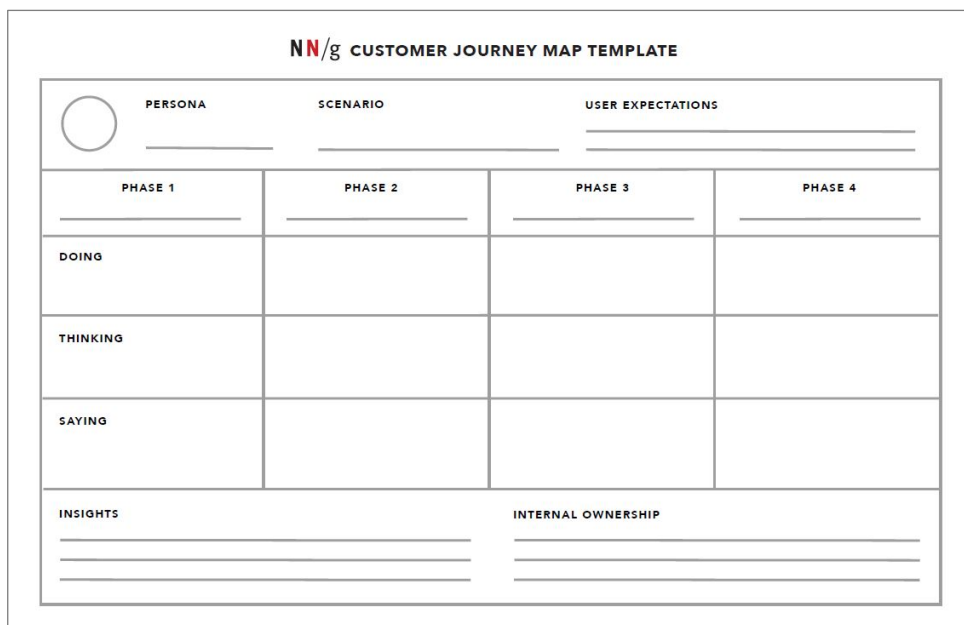 NN/g CUSTOMER JOURNEY MAP TEMPLATE
PERSONA SCENARIO USER EXPECTATIONS
PHASE 1 PHASE 2 PHASE 3 PHASE 4
DOING
THINKING
SAYING
INSIGHTS INTERNAL OWNERSHIP